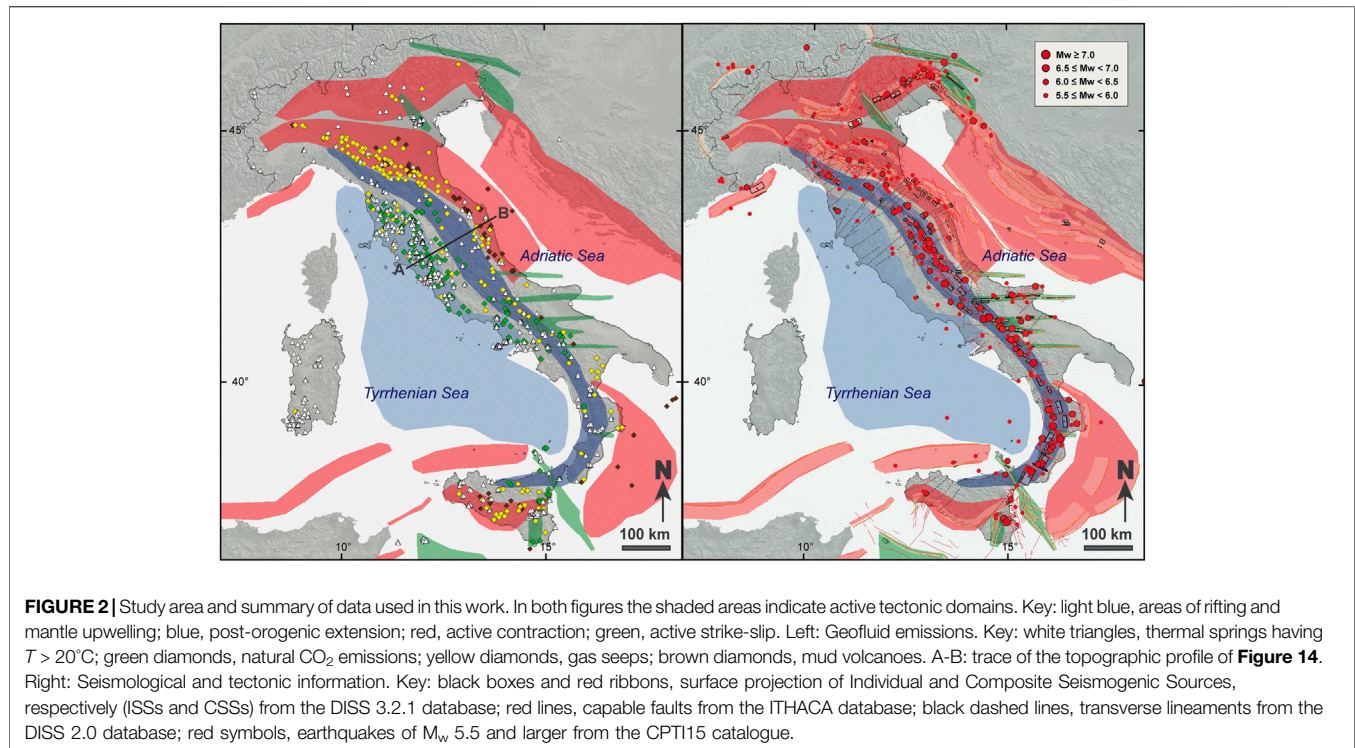 45°
40°
10°
15°
A
B
Adriatic Sea
Tyrrhenian Sea
N
100 km
Mw ≥ 7.0
6.5 ≤ Mw < 7.0
6.0 ≤ Mw < 6.5
5.5 ≤ Mw < 6.0
45°
40°
10°
15°
Adriatic Sea
Tyrrhenian Sea
N
100 km
FIGURE 2 | Study area and summary of data used in this work. In both figures the shaded areas indicate active tectonic domains. Key: light blue, areas of rifting and
mantle upwelling; blue, post-orogenic extension; red, active contraction; green, active strike-slip. Left: Geofluid emissions. Key: white triangles, thermal springs having
T > 20°C; green diamonds, natural CO₂ emissions; yellow diamonds, gas seeps; brown diamonds, mud volcanoes. A-B: trace of the topographic profile of Figure 14.
Right: Seismological and tectonic information. Key: black boxes and red ribbons, surface projection of Individual and Composite Seismogenic Sources,
respectively (ISSs and CSSs) from the DISS 3.2.1 database; red lines, capable faults from the ITHACA database; black dashed lines, transverse lineaments from the
DISS 2.0 database; red symbols, earthquakes of Mw 5.5 and larger from the CPTI15 catalogue.